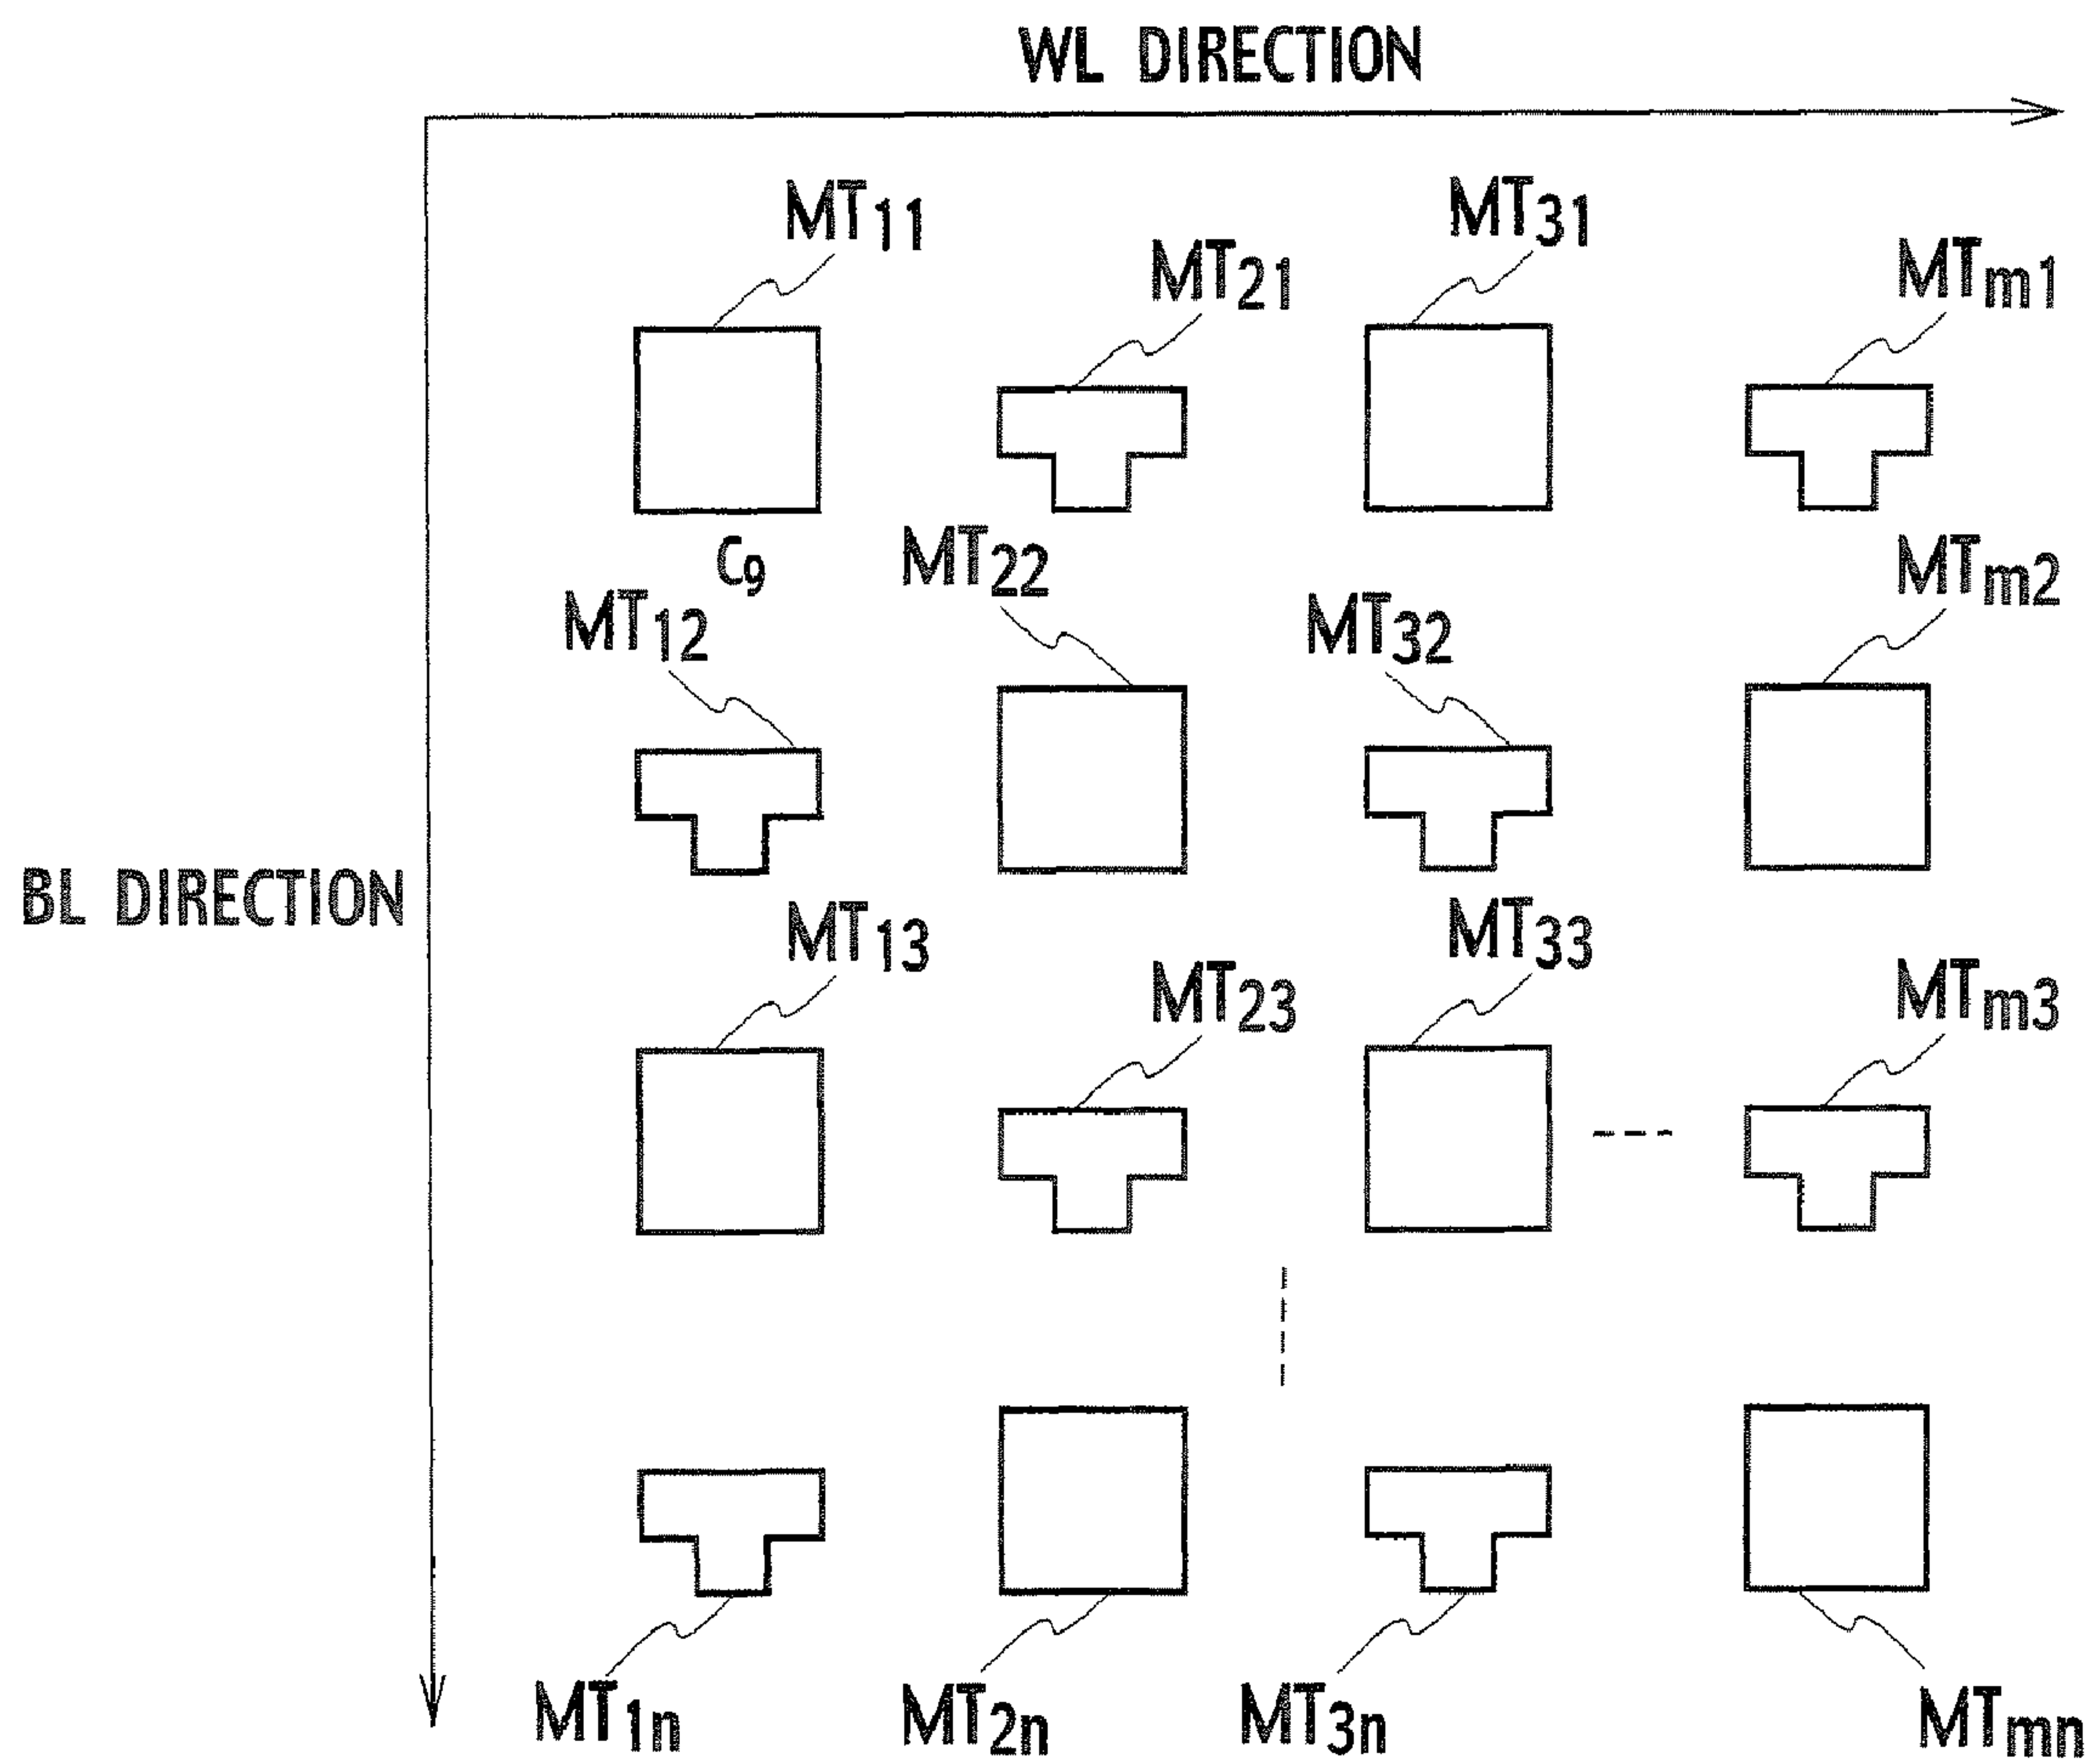 WL DIRECTION
MT11
MT21
MT31
MTm1
C9
MT12
MT22
MT32
MTm2
BL DIRECTION
MT13
MT23
MT33
MTm3
MT1n
MT2n
MT3n
MTmn